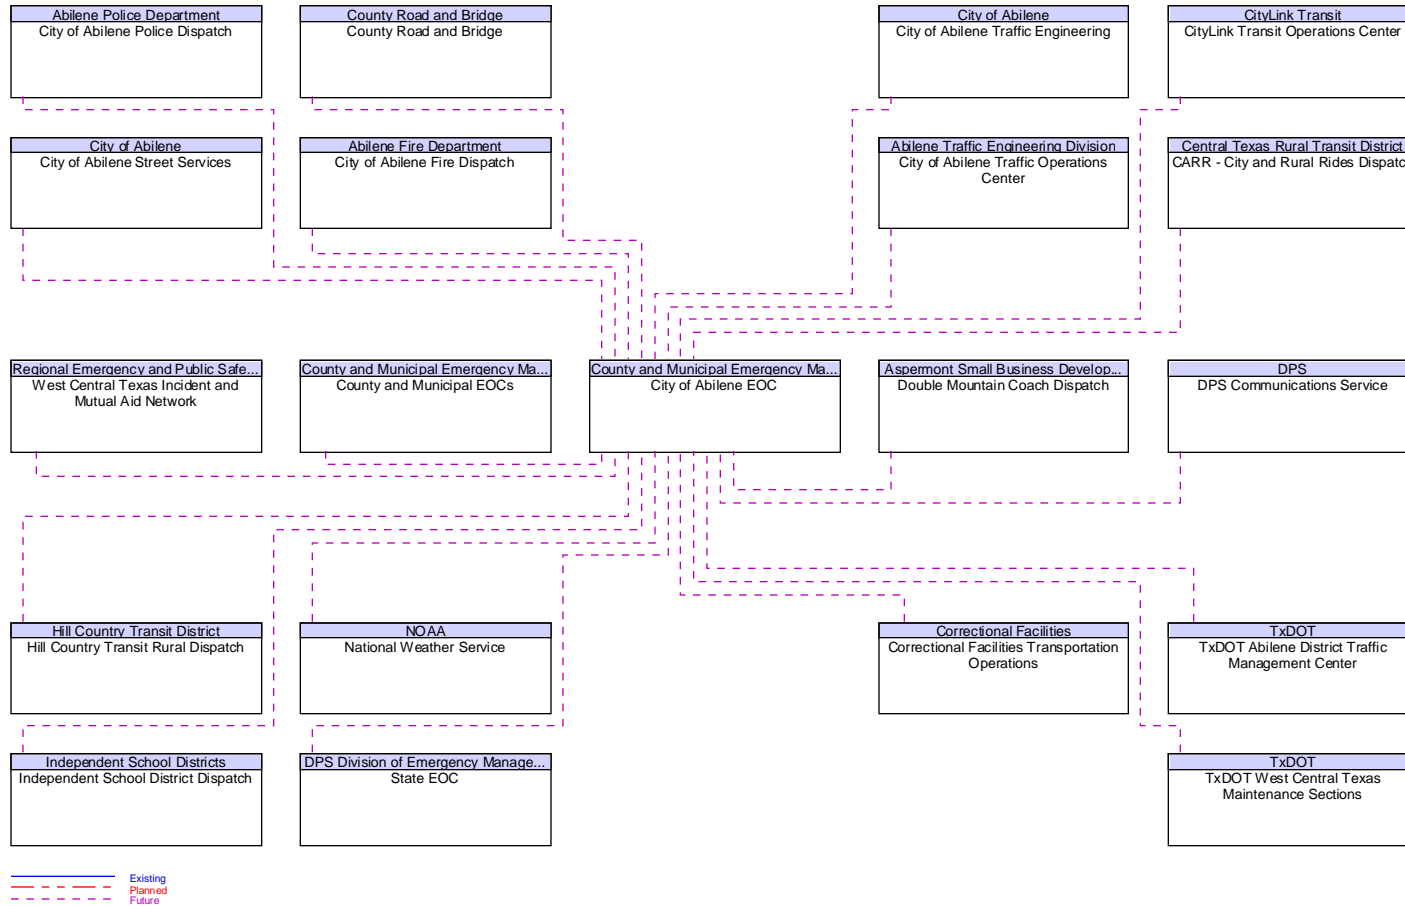 Abilene Police Department
City of Abilene Police Dispatch
County Road and Bridge
County Road and Bridge
City of Abilene
City of Abilene Traffic Engineering
CityLink Transit
CityLink Transit Operations Center
City of Abilene
City of Abilene Street Services
Abilene Fire Department
City of Abilene Fire Dispatch
Abilene Traffic Engineering Division
City of Abilene Traffic Operations
Center
Central Texas Rural Transit District
CARR - City and Rural Rides Dispatc
Regional Emergency and Public Safe...
West Central Texas Incident and
Mutual Aid Network
County and Municipal Emergency Ma...
County and Municipal EOCs
County and Municipal Emergency Ma...
City of Abilene EOC
Aspermont Small Business Develop...
Double Mountain Coach Dispatch
DPS
DPS Communications Service
Hill Country Transit District
Hill Country Transit Rural Dispatch
NOAA
National Weather Service
Correctional Facilities
Correctional Facilities Transportation
Operations
TxDOT
TxDOT Abilene District Traffic
Management Center
Independent School Districts
Independent School District Dispatch
DPS Division of Emergency Manage...
State EOC
TxDOT
TxDOT West Central Texas
Maintenance Sections
Existing
Planned
Future